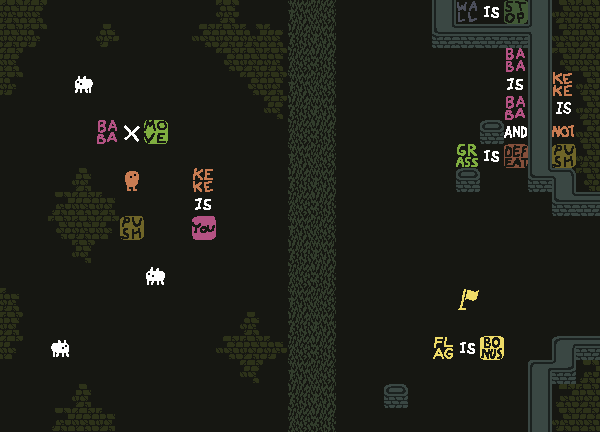 WALL IS STOP
BABA
IS
BABA
AND
GRASS IS DEFEAT
KEKE
IS
NOT
PUSH
BABA X MOVE
KEKE
IS
YOU
PUSH
FLAG IS BONUS